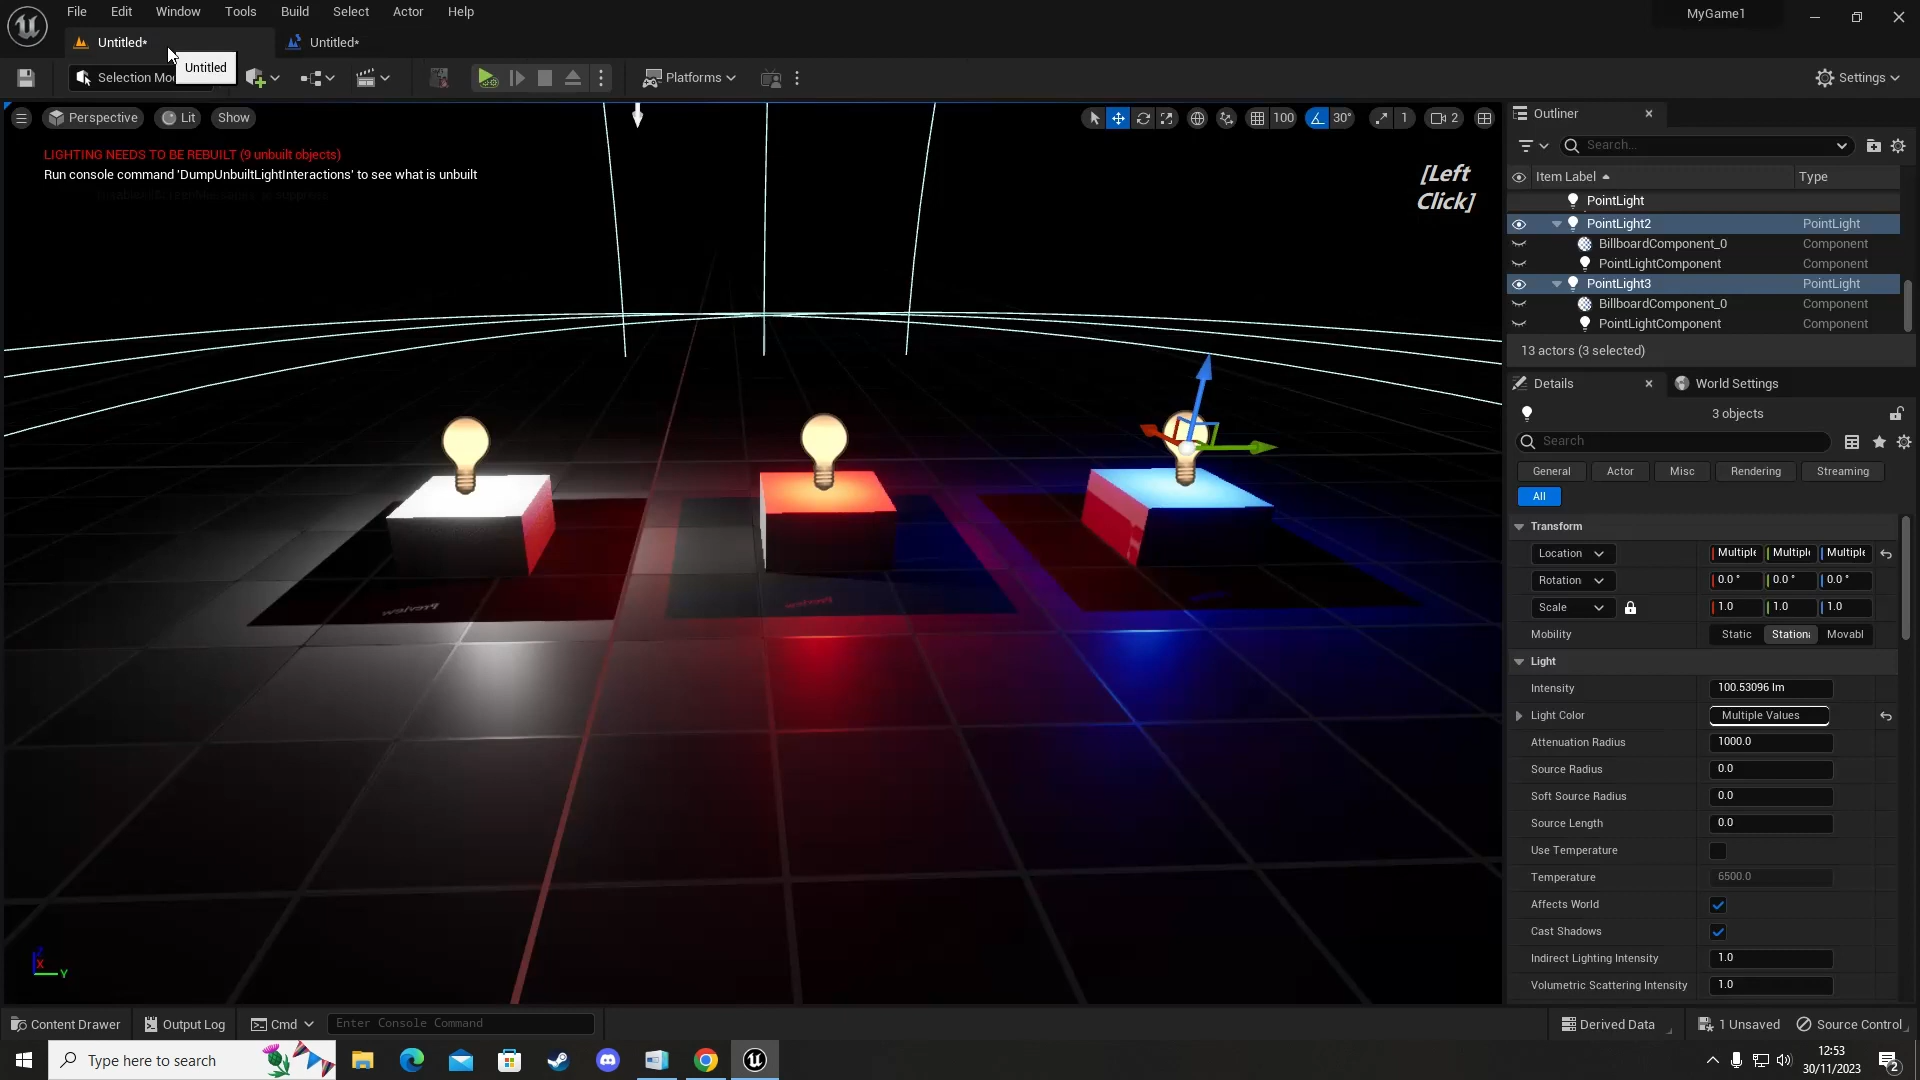 File Edit Window Tools Build Select Actor Help
MyGame1
Untitled*
Untitled*
Untitled
Selection Mo
Platforms
Settings
Perspective
Lit
Show
100
30°
1
2
LIGHTING NEEDS TO BE REBUILT (9 unbuilt objects)
Run console command 'DumpUnbuiltLightInteractions' to see what is unbuilt
[Left
Click]
Preview
Preview
Outliner
Search...
Item Label
Type
PointLight
PointLight2 PointLight
BillboardComponent_0 Component
PointLightComponent Component
PointLight3 PointLight
BillboardComponent_0 Component
PointLightComponent Component
13 actors (3 selected)
Details
World Settings
3 objects
Search
General Actor Misc Rendering Streaming
All
Transform
Location Multiple Multiple Multiple
Rotation 0.0 ° 0.0 ° 0.0 °
Scale 1.0 1.0 1.0
Mobility Static Stationa Movabl
Light
Intensity 100.53096 lm
Light Color Multiple Values
Attenuation Radius 1000.0
Source Radius 0.0
Soft Source Radius 0.0
Source Length 0.0
Use Temperature
Temperature 6500.0
Affects World
Cast Shadows
Indirect Lighting Intensity 1.0
Volumetric Scattering Intensity 1.0
X
Y
Content Drawer
Output Log
Cmd
Enter Console Command
Derived Data
1 Unsaved
Source Control
Type here to search
12:53
30/11/2023
2